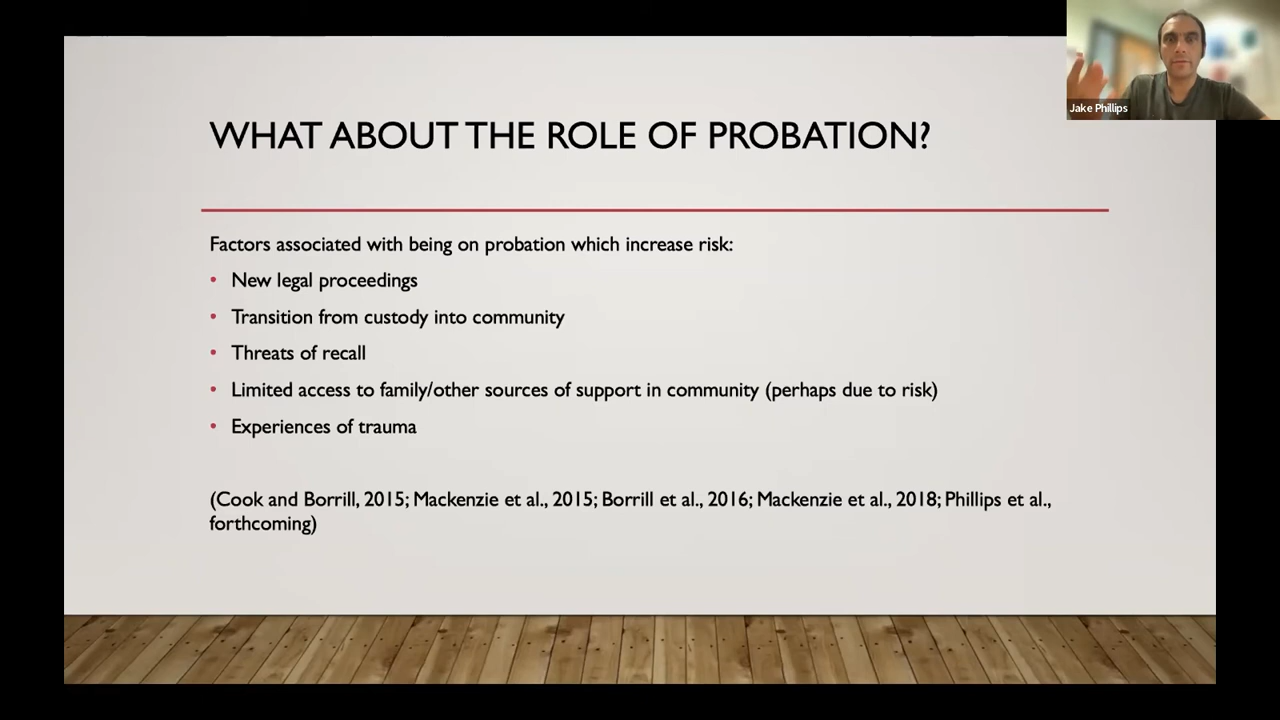 Jake Phillips
WHAT ABOUT THE ROLE OF PROBATION?
Factors associated with being on probation which increase risk:
• New legal proceedings
• Transition from custody into community
• Threats of recall
• Limited access to family/other sources of support in community (perhaps due to risk)
• Experiences of trauma
(Cook and Borrill, 2015; Mackenzie et al., 2015; Borrill et al., 2016; Mackenzie et al., 2018; Phillips et al.,
forthcoming)